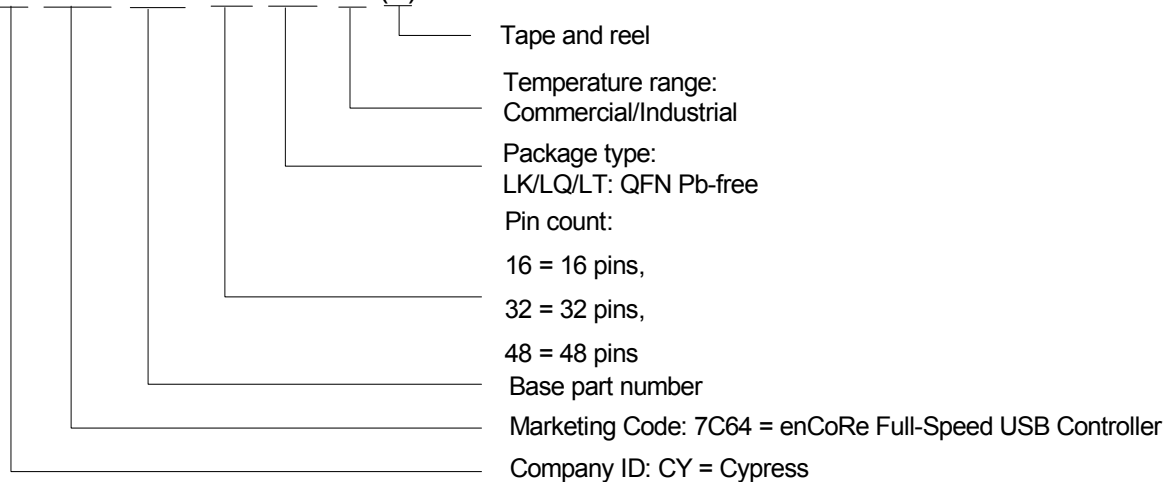 Tape and reel
Temperature range:
Commercial/Industrial
Package type:
LK/LQ/LT: QFN Pb-free
Pin count:
16 = 16 pins,
32 = 32 pins,
48 = 48 pins
Base part number
Marketing Code: 7C64 = enCoRe Full-Speed USB Controller
Company ID: CY = Cypress